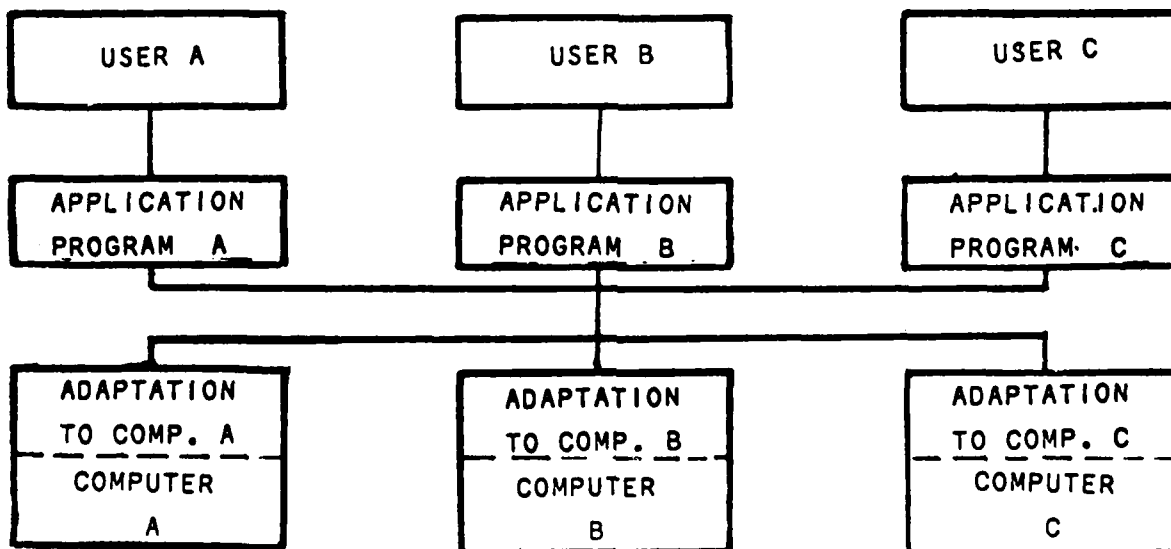 USER A
USER B
USER C
APPLICATION
PROGRAM A
APPLICATION
PROGRAM B
APPLICATION
PROGRAM C
ADAPTATION
TO COMP. A
COMPUTER
A
ADAPTATION
TO COMP. B
COMPUTER
B
ADAPTATION
TO COMP. C
COMPUTER
C